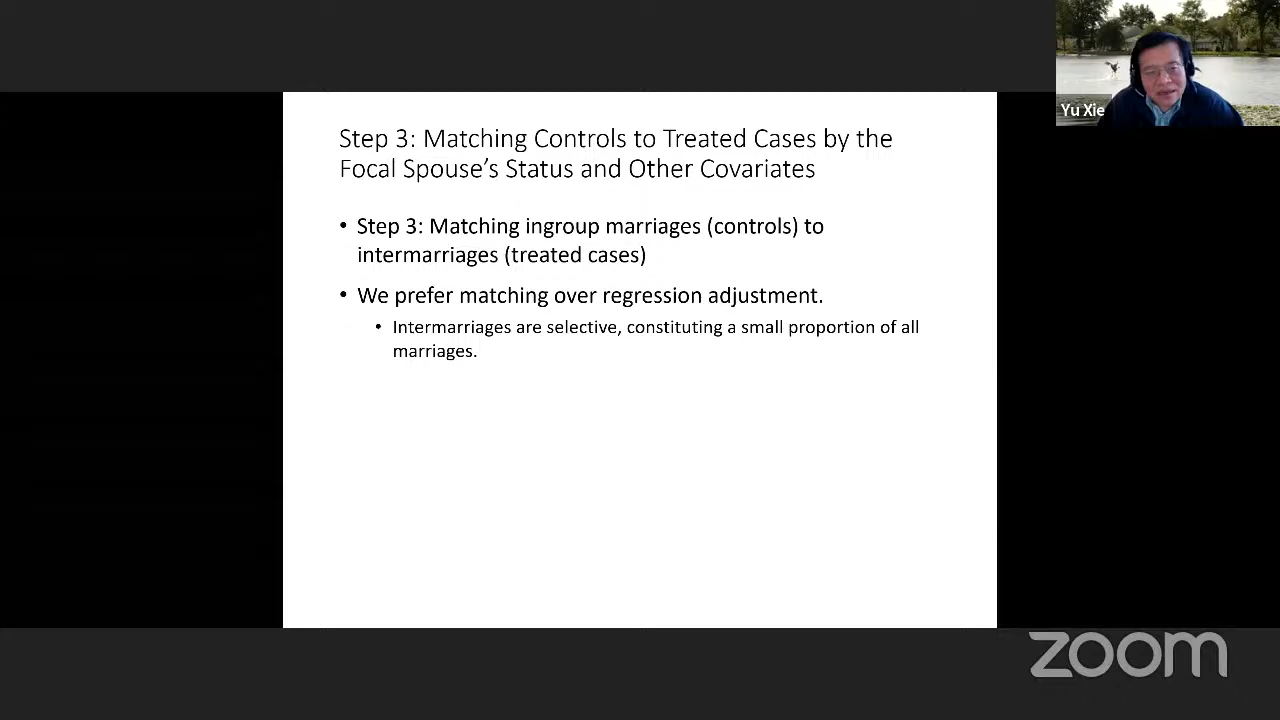 Yu Xie
Step 3: Matching Controls to Treated Cases by the
Focal Spouse's Status and Other Covariates
• Step 3: Matching ingroup marriages (controls) to
intermarriages (treated cases)
• We prefer matching over regression adjustment.
• Intermarriages are selective, constituting a small proportion of all
marriages.
zoom